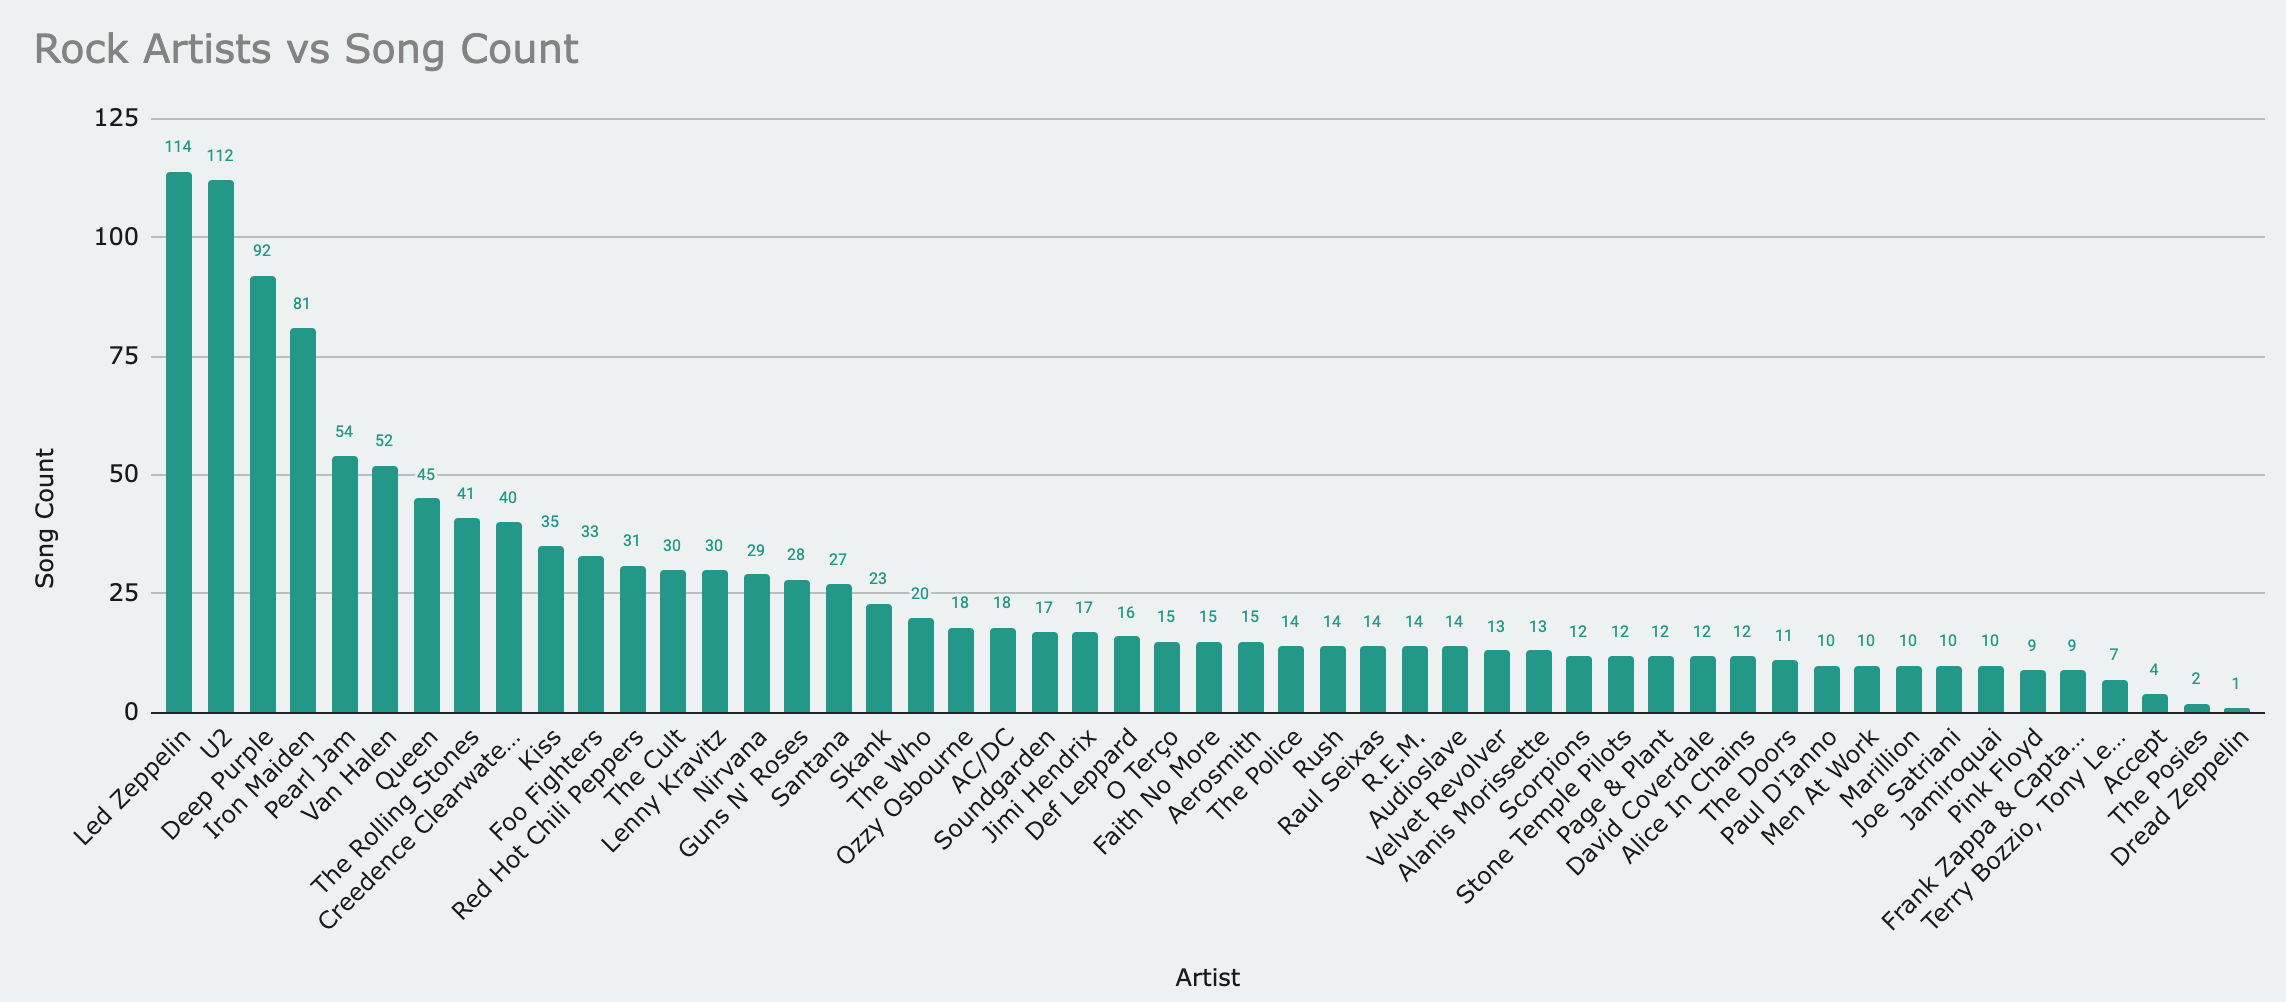 Rock Artists vs Song Count
125
100
75
50
25
0
Song Count
114
112
92
81
54
52
45
41
40
35
33
31
30
30
29
28
27
23
20
18
18
17
17
16
15
15
15
14
14
14
14
14
13
13
12
12
12
12
12
11
10
10
10
10
10
9
9
7
4
2
1
Led Zeppelin
U2
Deep Purple
Iron Maiden
Pearl Jam
Van Halen
Queen
The Rolling Stones
Creedence Clearwate...
Kiss
Foo Fighters
Red Hot Chili Peppers
The Cult
Lenny Kravitz
Nirvana
Guns N' Roses
Santana
Skank
The Who
Ozzy Osbourne
AC/DC
Soundgarden
Jimi Hendrix
Def Leppard
O Terço
Faith No More
Aerosmith
The Police
Rush
Raul Seixas
R.E.M.
Audioslave
Velvet Revolver
Alanis Morissette
Scorpions
Stone Temple Pilots
Page & Plant
David Coverdale
Alice In Chains
The Doors
Paul D'Ianno
Men At Work
Marillion
Joe Satriani
Jamiroquai
Pink Floyd
Frank Zappa & Capta...
Terry Bozzio, Tony Le...
Accept
The Posies
Dread Zeppelin
Artist